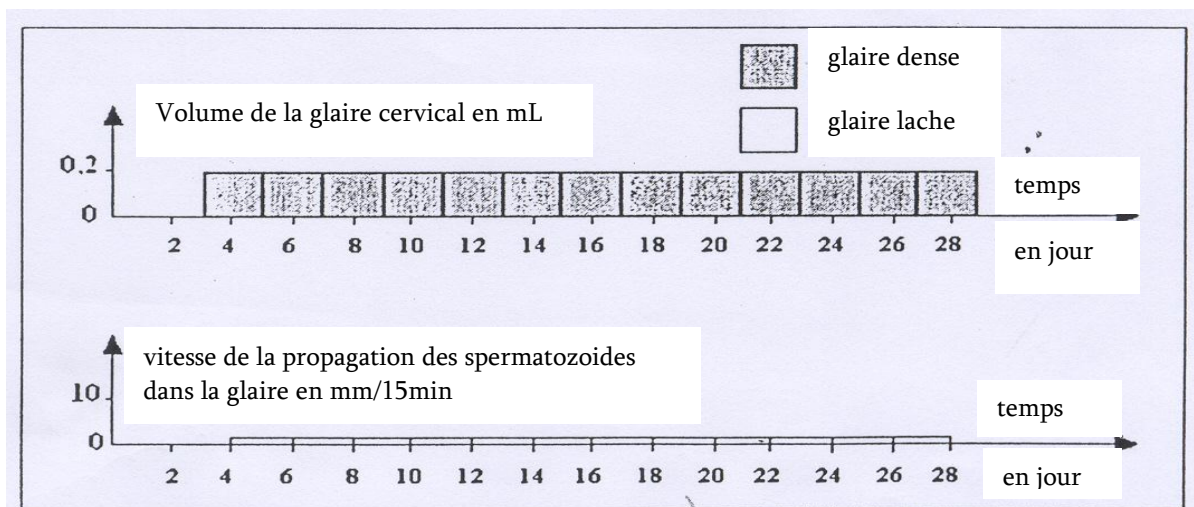 glaire dense
Volume de la glaire cervical en mL
glaire lache
0.2
temps
0
2 4 6 8 10 12 14 16 18 20 22 24 26 28
en jour
vitesse de la propagation des spermatozoides
dans la glaire en mm/15min
10
temps
0
2 4 6 8 10 12 14 16 18 20 22 24 26 28
en jour